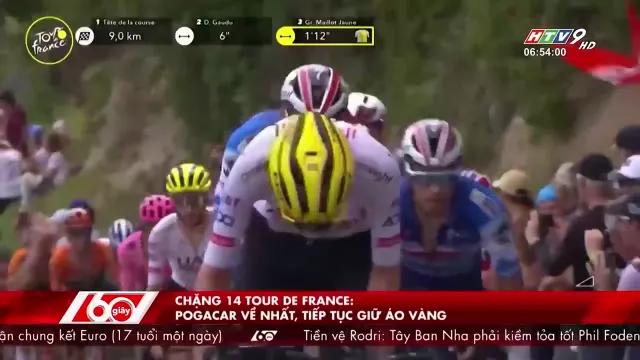 TOUR de france
1 Tête de la course
9,0 km
2 D. Gaudu
6"
3 Gr. Maillot Jaune
1'12"
HTV9 HD
06:54:00
60 giây
CHẶNG 14 TOUR DE FRANCE:
POGACAR VỀ NHẤT, TIẾP TỤC GIỮ ÁO VÀNG
ận chung kết Euro (17 tuổi một ngày) 60 Tiền vệ Rodri: Tây Ban Nha phải kiềm tỏa tốt Phil Foden